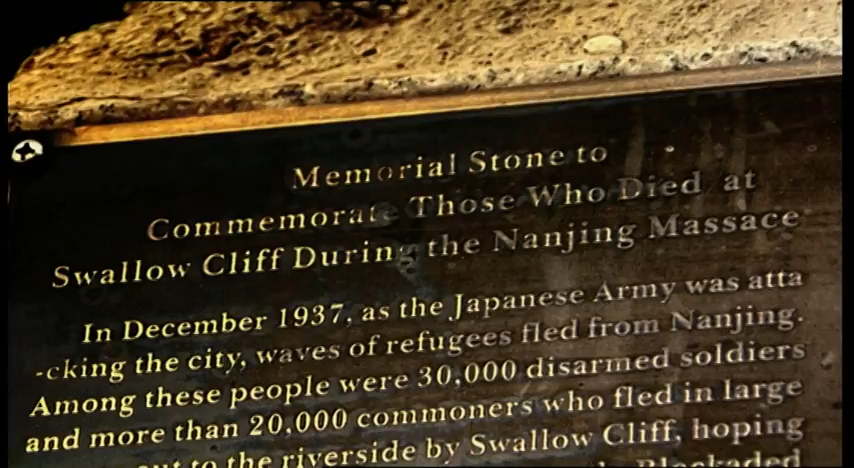 Memorial Stone to
Commemorate Those Who Died at
Swallow Cliff During the Nanjing Massace
In December 1937, as the Japanese Army was atta
-cking the city, waves of refugees fled from Nanjing.
Among these people were 30,000 disarmed soldiers
and more than 20,000 commoners who fled in large
to the riverside by Swallow Cliff, hoping
Blockaded